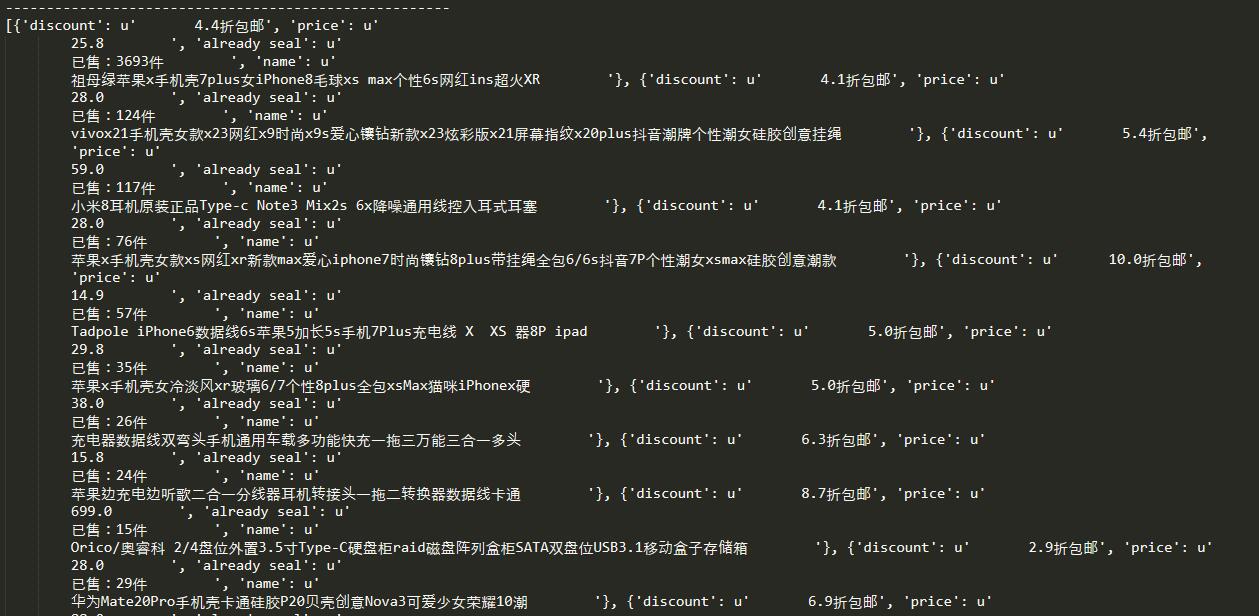 ------------------------------------------------------
[{'discount': u'       4.4折包邮', 'price': u'
25.8        ', 'already seal': u'
已售：3693件        ', 'name': u'
祖母绿苹果x手机壳7plus女iPhone8毛球xs max个性6s网红ins超火XR        '}, {'discount': u'       4.1折包邮', 'price': u'
28.0        ', 'already seal': u'
已售：124件        ', 'name': u'
vivox21手机壳女款x23网红x9时尚x9s爱心镶钻新款x23炫彩版x21屏幕指纹x20plus抖音潮牌个性潮女硅胶创意挂绳        '}, {'discount': u'       5.4折包邮',
'price': u'
59.0        ', 'already seal': u'
已售：117件        ', 'name': u'
小米8耳机原装正品Type-c Note3 Mix2s 6x降噪通用线控入耳式耳塞        '}, {'discount': u'       4.1折包邮', 'price': u'
28.0        ', 'already seal': u'
已售：76件        ', 'name': u'
苹果x手机壳女款xs网红xr新款max爱心iphone7时尚镶钻8plus带挂绳全包6/6s抖音7P个性潮女xsmax硅胶创意潮款        '}, {'discount': u'      10.0折包邮',
'price': u'
14.9        ', 'already seal': u'
已售：57件        ', 'name': u'
Tadpole iPhone6数据线6s苹果5加长5s手机7Plus充电线 X  XS 器8P ipad        '}, {'discount': u'       5.0折包邮', 'price': u'
29.8        ', 'already seal': u'
已售：35件        ', 'name': u'
苹果x手机壳女冷淡风xr玻璃6/7个性8plus全包xsMax猫咪iPhonex硬        '}, {'discount': u'       5.0折包邮', 'price': u'
38.0        ', 'already seal': u'
已售：26件        ', 'name': u'
充电器数据线双弯头手机通用车载多功能快充一拖三万能三合一多头        '}, {'discount': u'       6.3折包邮', 'price': u'
15.8        ', 'already seal': u'
已售：24件        ', 'name': u'
苹果边充电边听歌二合一分线器耳机转接头一拖二转换器数据线卡通        '}, {'discount': u'       8.7折包邮', 'price': u'
699.0        ', 'already seal': u'
已售：15件        ', 'name': u'
Orico/奥睿科 2/4盘位外置3.5寸Type-C硬盘柜raid磁盘阵列盒柜SATA双盘位USB3.1移动盒子存储箱        '}, {'discount': u'       2.9折包邮', 'price': u'
28.0        ', 'already seal': u'
已售：29件        ', 'name': u'
华为Mate20Pro手机壳卡通硅胶P20贝壳创意Nova3可爱少女荣耀10潮        '}, {'discount': u'       6.9折包邮', 'price': u'